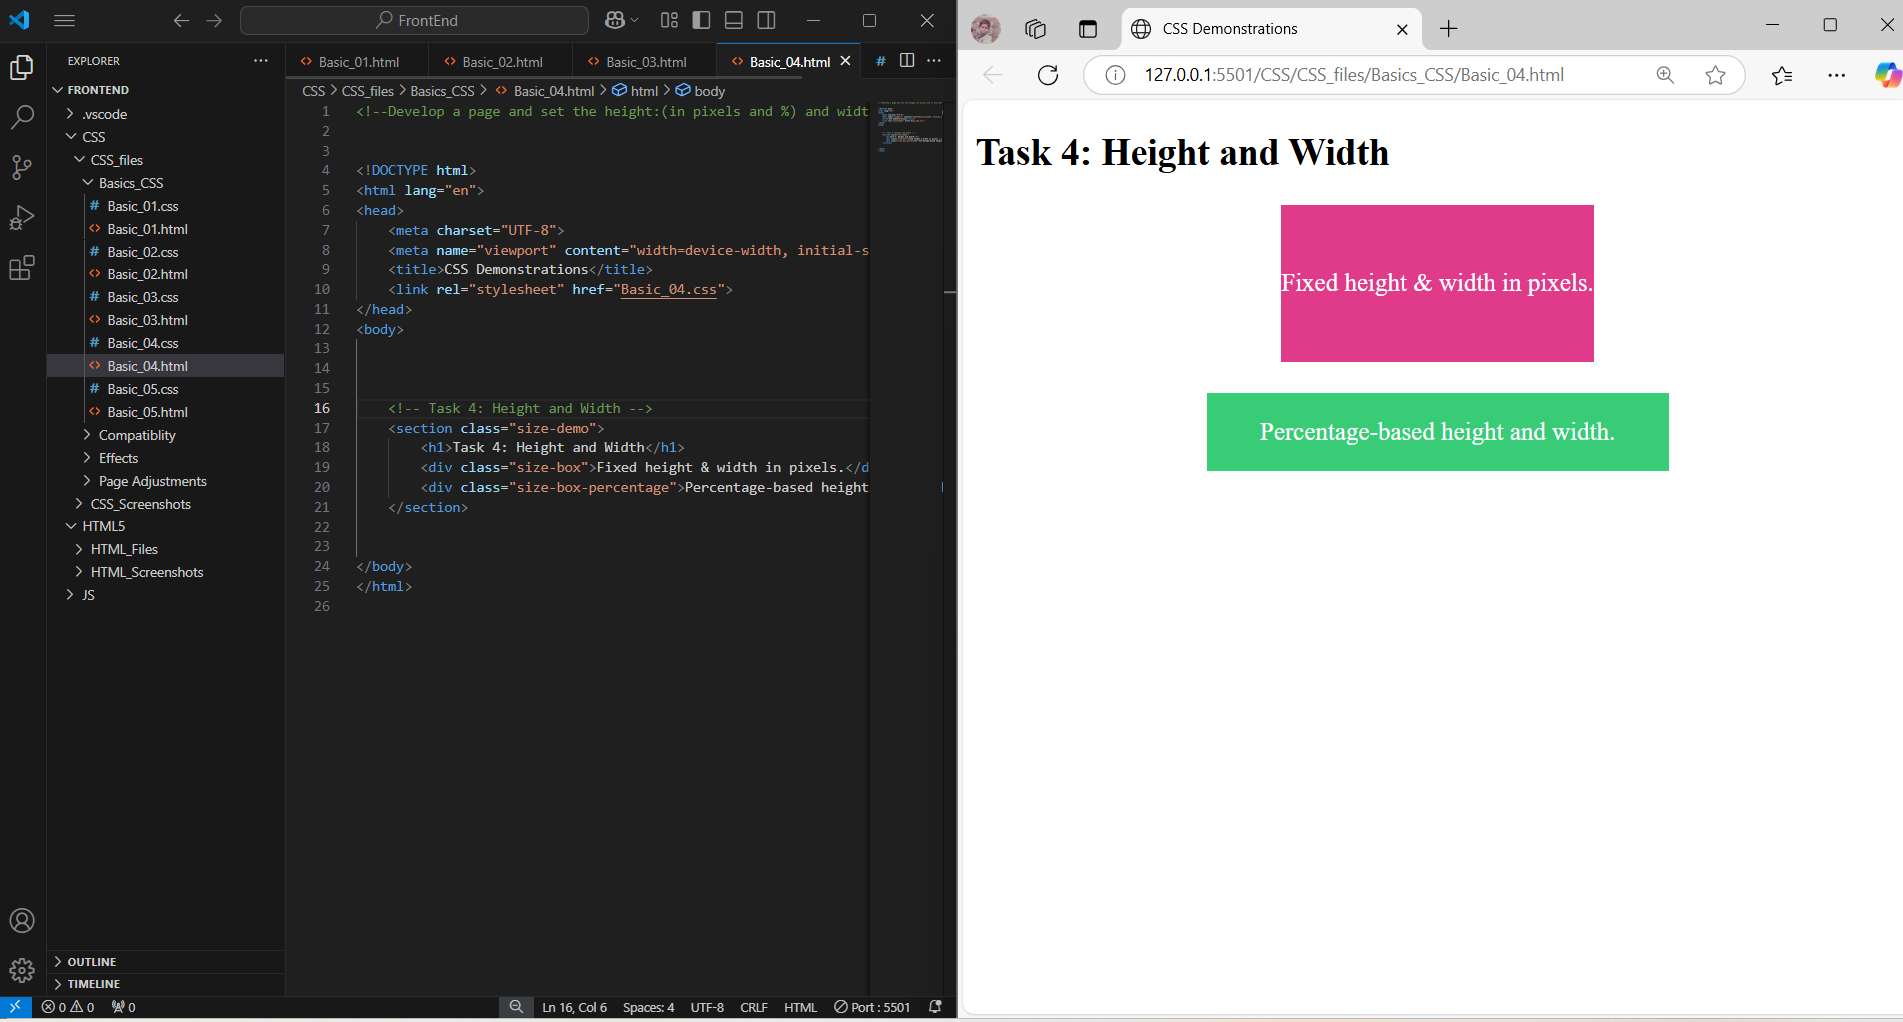 FrontEnd
EXPLORER
FRONTEND
.vscode
CSS
CSS_files
Basics_CSS
Basic_01.css
Basic_01.html
Basic_02.css
Basic_02.html
Basic_03.css
Basic_03.html
Basic_04.css
Basic_04.html
Basic_05.css
Basic_05.html
Compatiblity
Effects
Page Adjustments
CSS_Screenshots
HTML5
HTML_Files
HTML_Screenshots
JS
OUTLINE
TIMELINE
Basic_01.html Basic_02.html Basic_03.html Basic_04.html
CSS > CSS_files > Basics_CSS > Basic_04.html > html > body
1 <!--Develop a page and set the height:(in pixels and %) and widt
2
3
4 <!DOCTYPE html>
5 <html lang="en">
6 <head>
7 <meta charset="UTF-8">
8 <meta name="viewport" content="width=device-width, initial-s
9 <title>CSS Demonstrations</title>
10 <link rel="stylesheet" href="Basic_04.css">
11 </head>
12 <body>
13
14
15
16 <!-- Task 4: Height and Width -->
17 <section class="size-demo">
18 <h1>Task 4: Height and Width</h1>
19 <div class="size-box">Fixed height & width in pixels.</d
20 <div class="size-box-percentage">Percentage-based height
21 </section>
22
23
24 </body>
25 </html>
26
0 0 0 Ln 16, Col 6 Spaces: 4 UTF-8 CRLF HTML Port : 5501
CSS Demonstrations
127.0.0.1:5501/CSS/CSS_files/Basics_CSS/Basic_04.html
Task 4: Height and Width
Fixed height & width in pixels.
Percentage-based height and width.